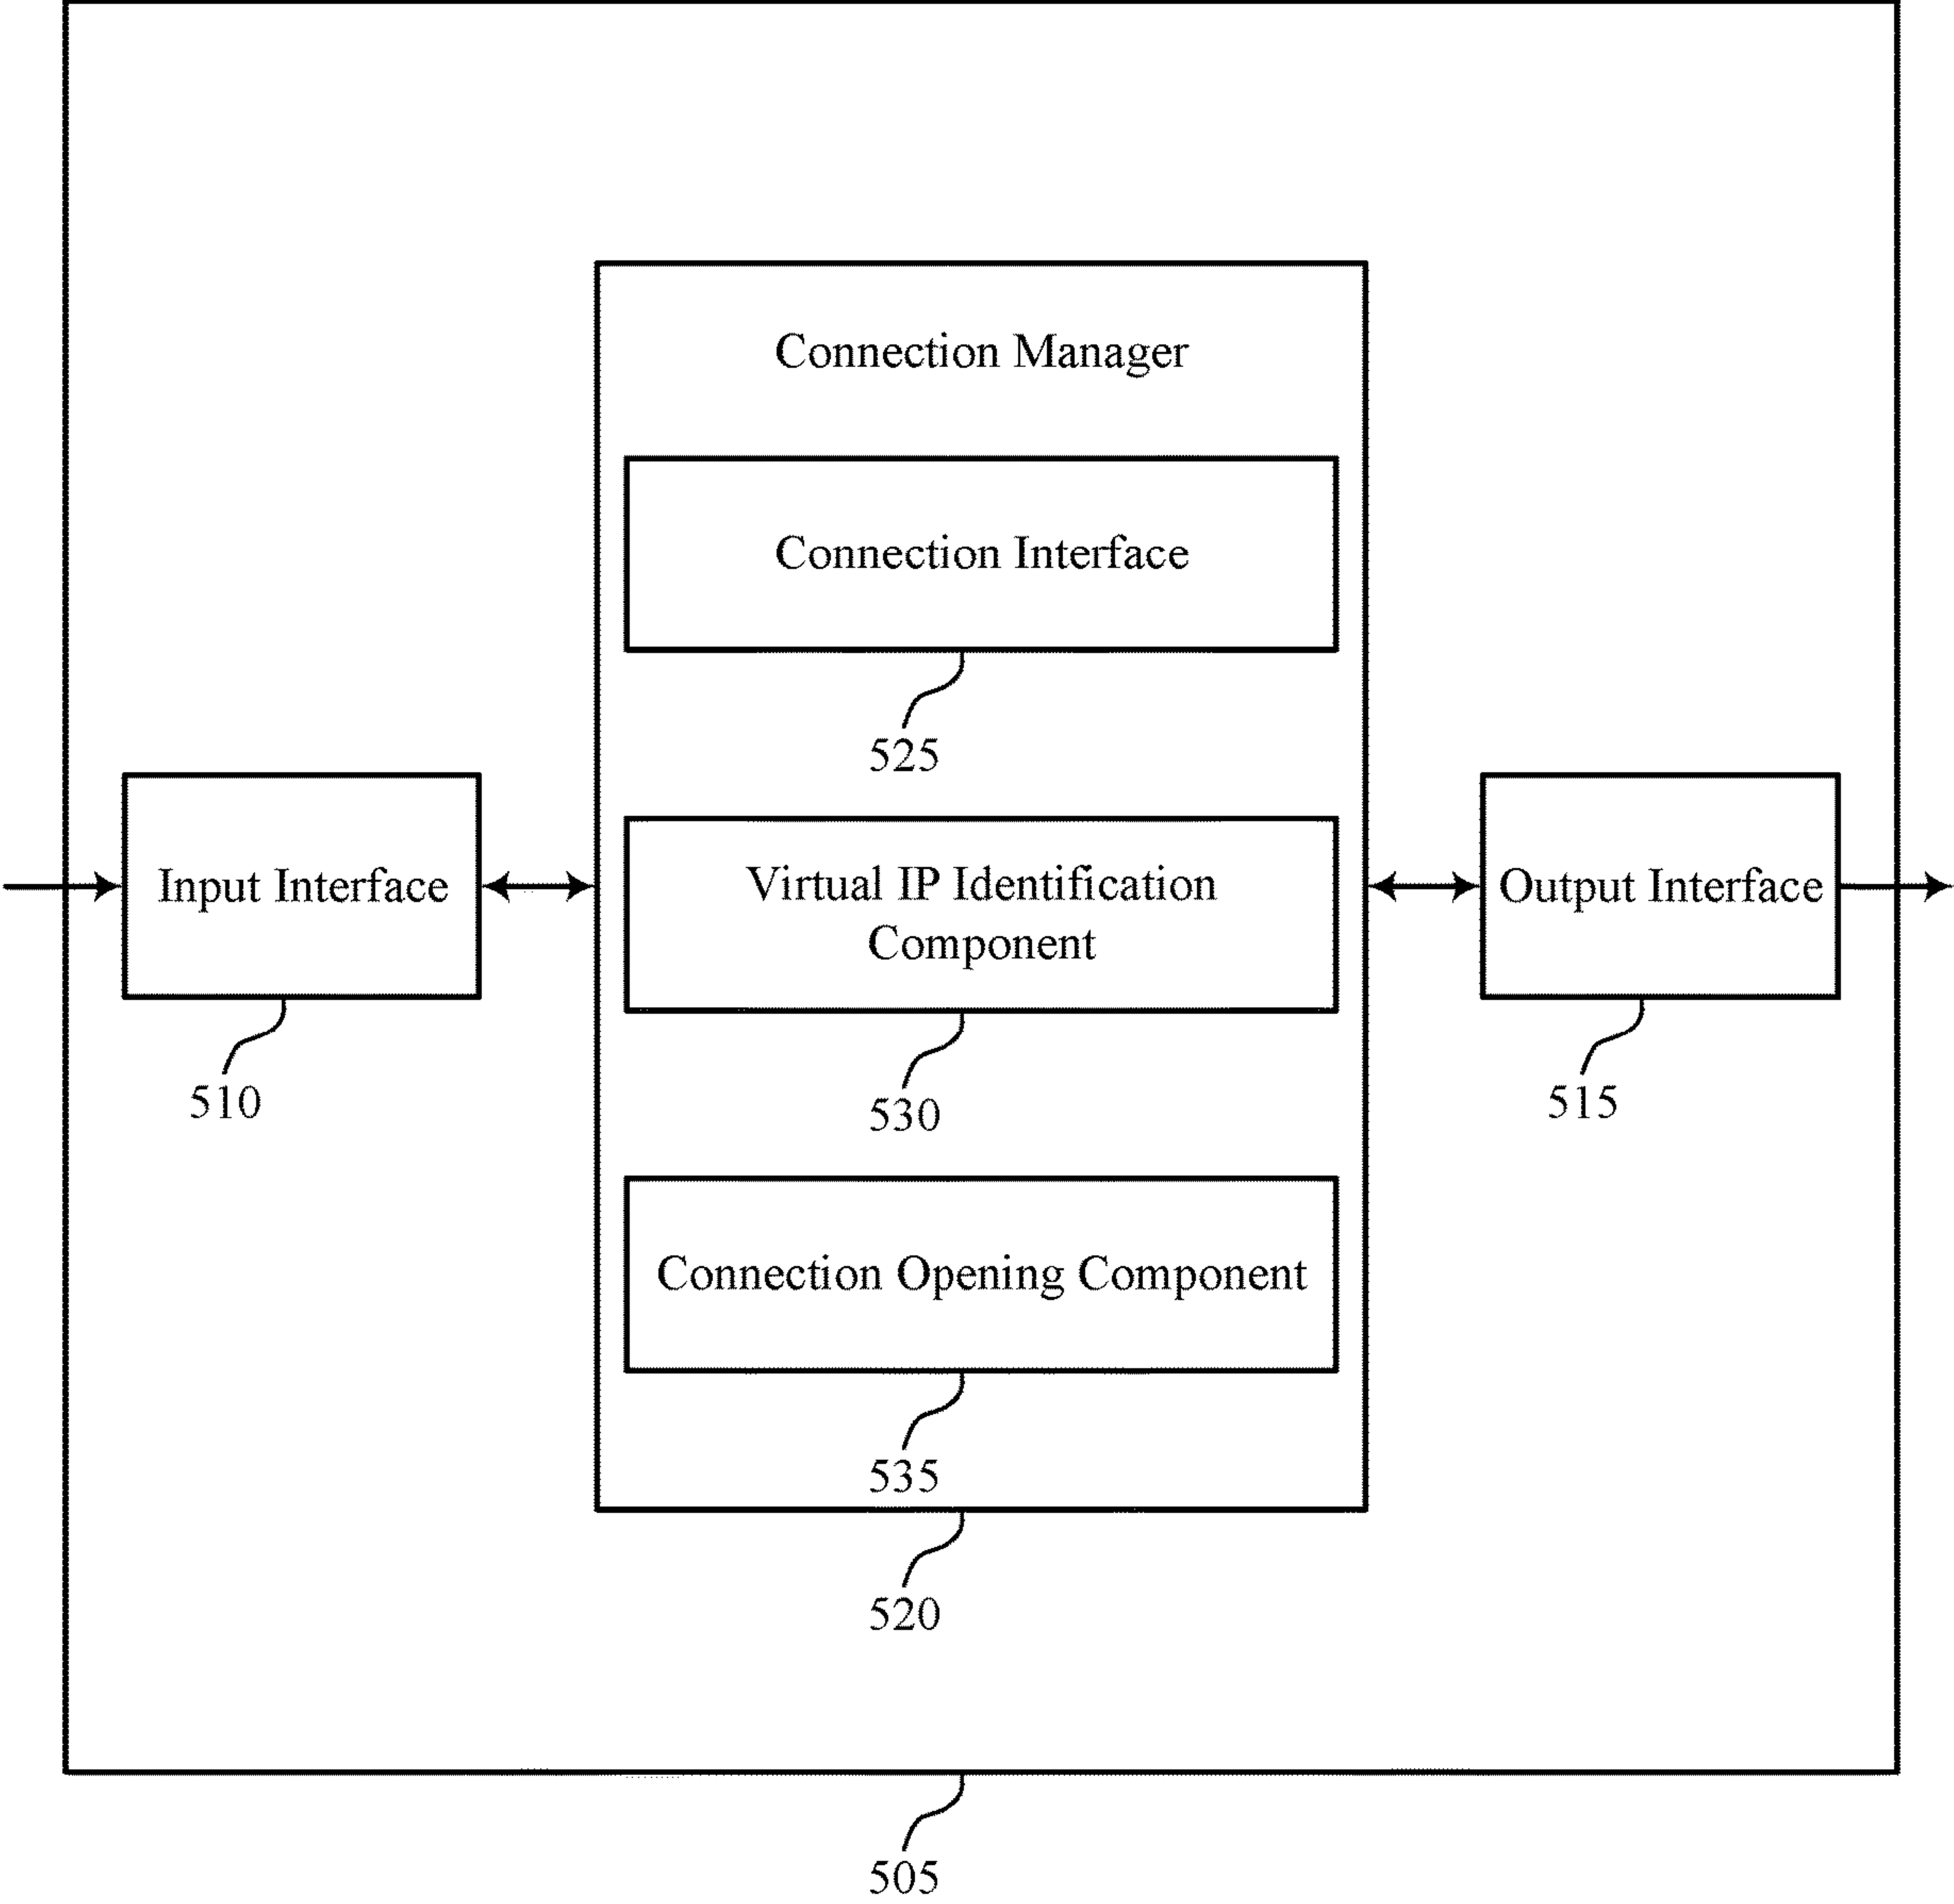 Connection Manager
Connection Interface
525
Input Interface
510
Virtual IP Identification
Component
530
Output Interface
515
Connection Opening Component
535
520
505